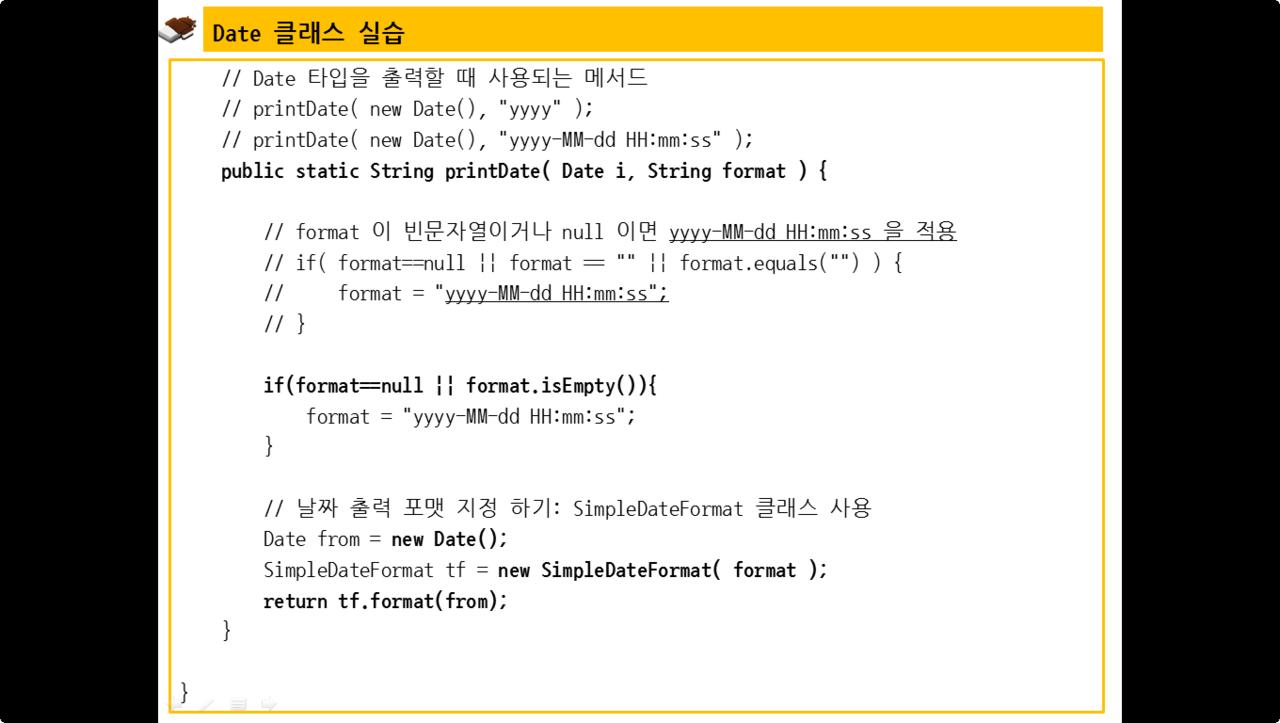 Date 클래스 실습
// Date 타입을 출력할 때 사용되는 메서드
// printDate( new Date(), "yyyy" );
// printDate( new Date(), "yyyy-MM-dd HH:mm:ss" );
public static String printDate( Date i, String format ) {
// format 이 빈문자열이거나 null 이면 yyyy-MM-dd HH:mm:ss 을 적용
// if( format==null || format == "" || format.equals("") ) {
// format = "yyyy-MM-dd HH:mm:ss";
// }
if(format==null || format.isEmpty()){
format = "yyyy-MM-dd HH:mm:ss";
}
// 날짜 출력 포맷 지정 하기: SimpleDateFormat 클래스 사용
Date from = new Date();
SimpleDateFormat tf = new SimpleDateFormat( format );
return tf.format(from);
}
}